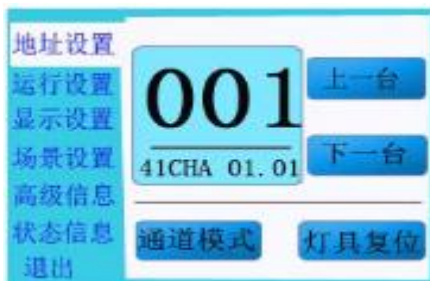 地址设置
运行设置
显示设置
场景设置
高级信息
状态信息
退出
001
41CHA 01.01
上一台
下一台
通道模式
灯具复位